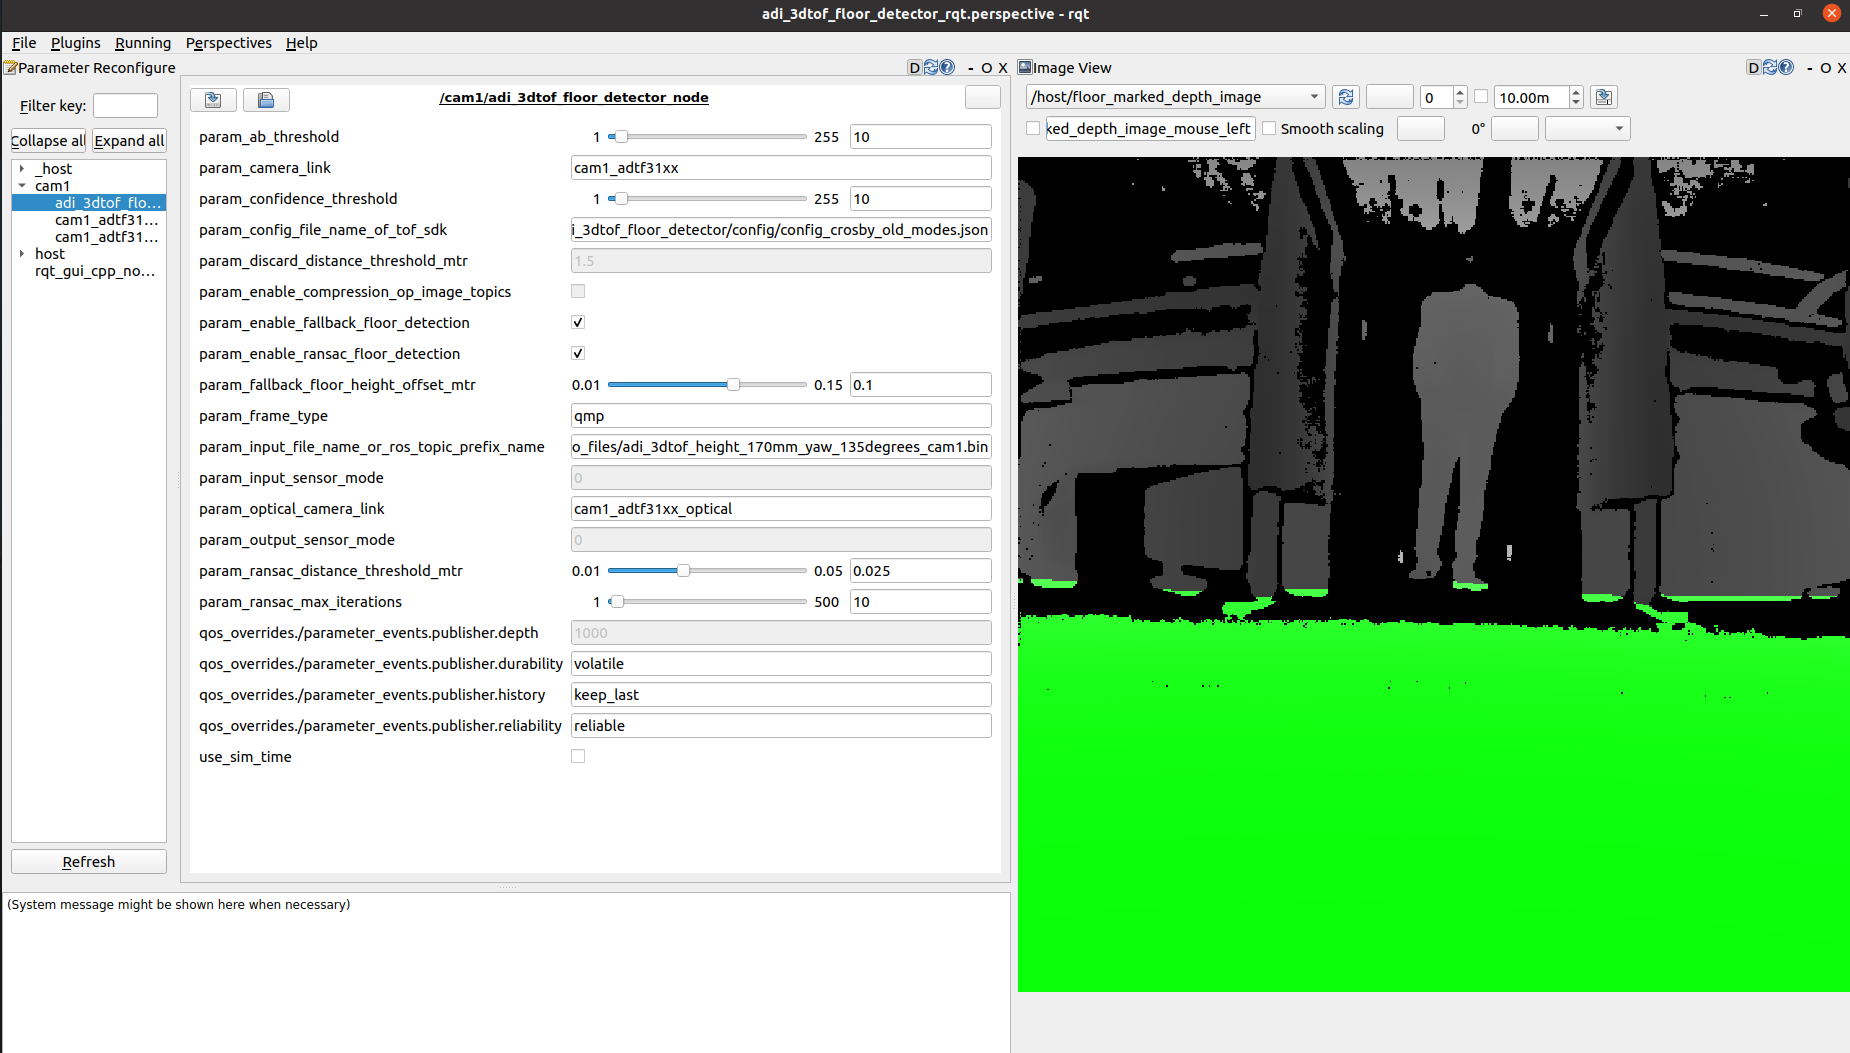 adi_3dtof_floor_detector_rqt.perspective - rqt
File Plugins Running Perspectives Help
Parameter Reconfigure
D - O X
Filter key:
Collapse all Expand all
_host
cam1
adi_3dtof_flo...
cam1_adtf31...
cam1_adtf31...
host
rqt_gui_cpp_no...
Refresh
/cam1/adi_3dtof_floor_detector_node
param_ab_threshold 1 255 10
param_camera_link cam1_adtf31xx
param_confidence_threshold 1 255 10
param_config_file_name_of_tof_sdk i_3dtof_floor_detector/config/config_crosby_old_modes.json
param_discard_distance_threshold_mtr 1.5
param_enable_compression_op_image_topics
param_enable_fallback_floor_detection
param_enable_ransac_floor_detection
param_fallback_floor_height_offset_mtr 0.01 0.15 0.1
param_frame_type qmp
param_input_file_name_or_ros_topic_prefix_name o_files/adi_3dtof_height_170mm_yaw_135degrees_cam1.bin
param_input_sensor_mode 0
param_optical_camera_link cam1_adtf31xx_optical
param_output_sensor_mode 0
param_ransac_distance_threshold_mtr 0.01 0.05 0.025
param_ransac_max_iterations 1 500 10
qos_overrides./parameter_events.publisher.depth 1000
qos_overrides./parameter_events.publisher.durability volatile
qos_overrides./parameter_events.publisher.history keep_last
qos_overrides./parameter_events.publisher.reliability reliable
use_sim_time
(System message might be shown here when necessary)
Image View
D - O X
/host/floor_marked_depth_image 0 10.00m
ked_depth_image_mouse_left Smooth scaling 0°